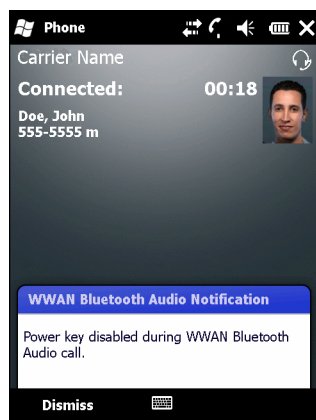 Phone
Carrier Name
Connected: 00:18
Doe, John
555-5555 m
WWAN Bluetooth Audio Notification
Power key disabled during WWAN Bluetooth
Audio call.
Dismiss